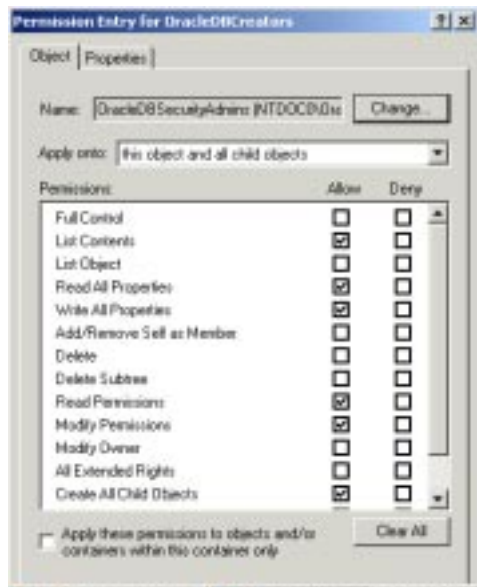 Permission Entry for OracleDBCreators
Object Properties
Name: OracleDBSecurityAdmins (NTDOCD\Ora Change...
Apply onto: this object and all child objects
Permissions: Allow Deny
Full Control
List Contents
List Object
Read All Properties
Write All Properties
Add/Remove Self as Member
Delete
Delete Subtree
Read Permissions
Modify Permissions
Modify Owner
All Extended Rights
Create All Child Objects
Apply these permissions to objects and/or
containers within this container only
Clear All